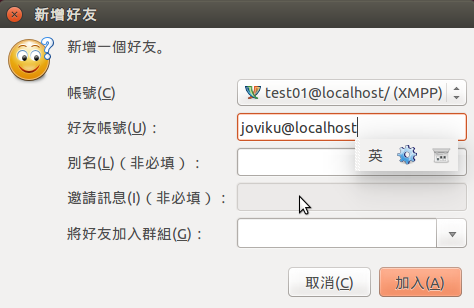 新增好友
新增一個好友。
帳號(C)
test01@localhost/ (XMPP)
好友帳號(U)：
joviku@localhost
英
別名(L)（非必填）：
邀請訊息(I)（非必填）：
將好友加入群組(G)：
取消(C)
加入(A)